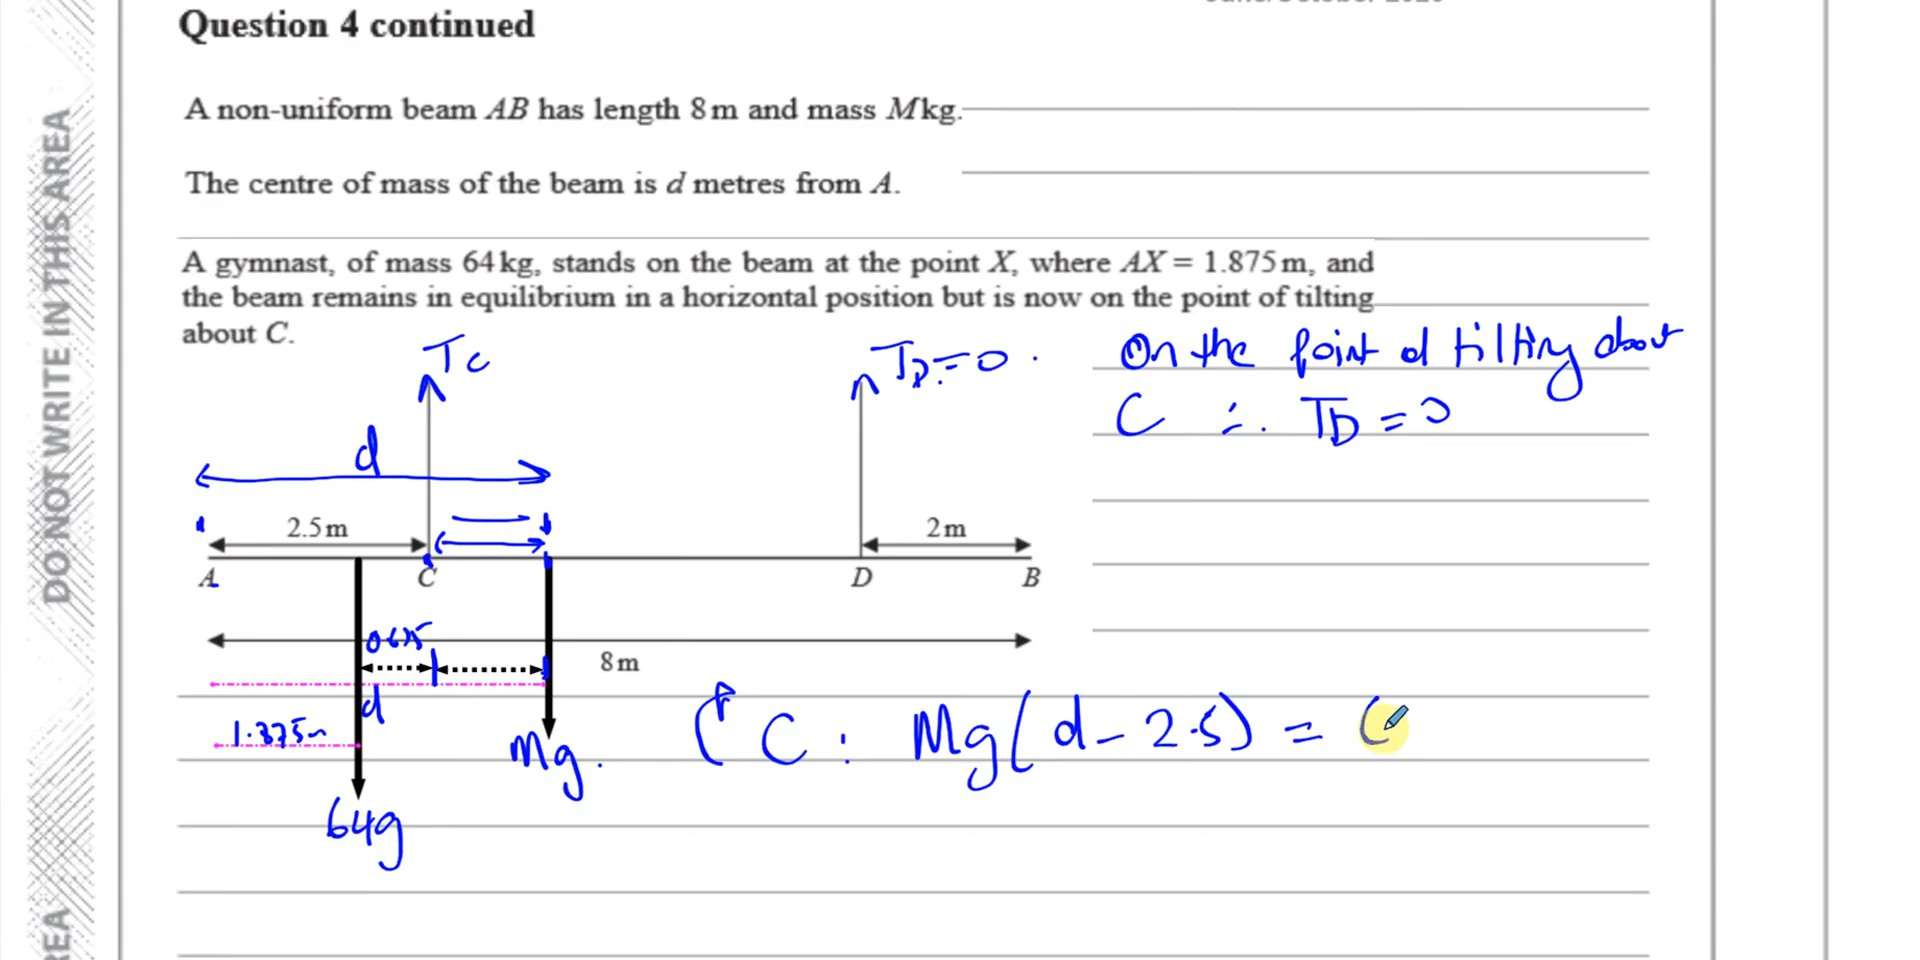 Question 4 continued
A non-uniform beam AB has length 8 m and mass M kg.
The centre of mass of the beam is d metres from A.
A gymnast, of mass 64 kg, stands on the beam at the point X, where AX = 1.875 m, and
the beam remains in equilibrium in a horizontal position but is now on the point of tilting
about C.
Tc
TD = 0
On the point of tilting about
C ∴ TD = 0
d
2.5 m
2 m
A
C
D
B
0.625
8 m
d
1.875m
Mg
64g
C : Mg(d - 2.5) = 6
DO NOT WRITE IN THIS AREA
REA